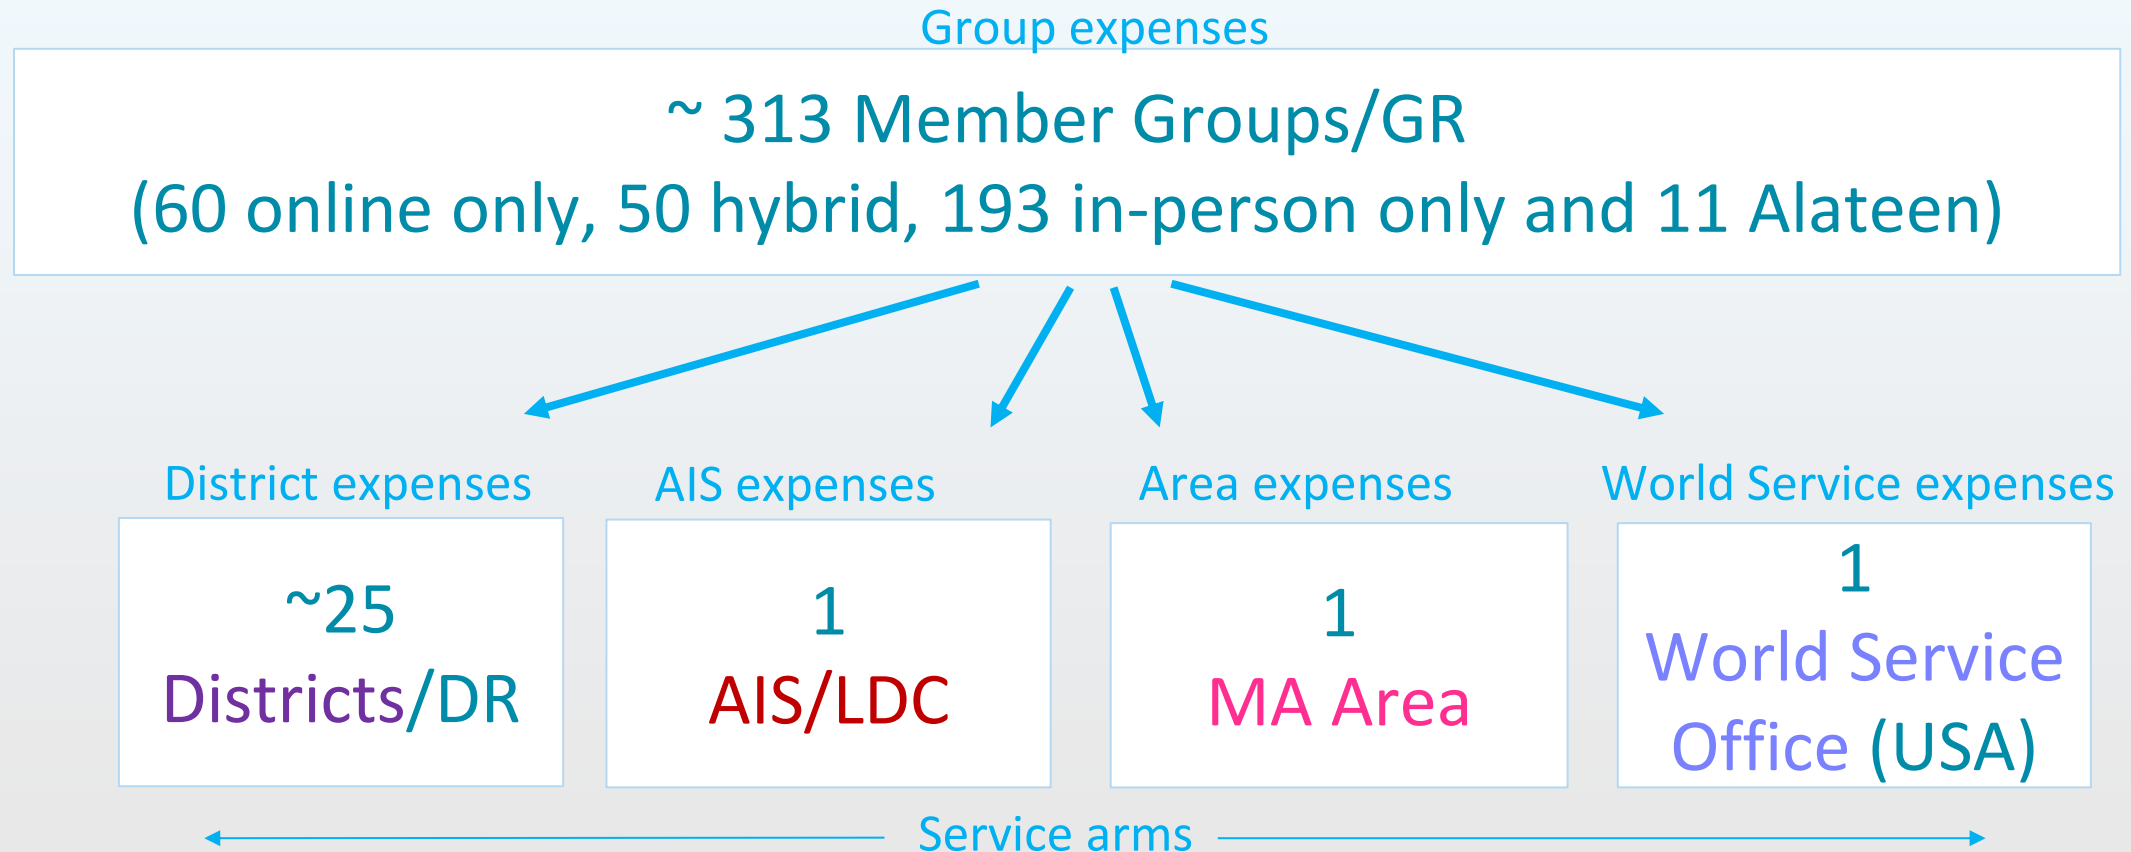 Group expenses
~ 313 Member Groups/GR
(60 online only, 50 hybrid, 193 in-person only and 11 Alateen)
District expenses
~25
Districts/DR
AIS expenses
1
AIS/LDC
Area expenses
1
MA Area
World Service expenses
1
World Service
Office (USA)
Service arms